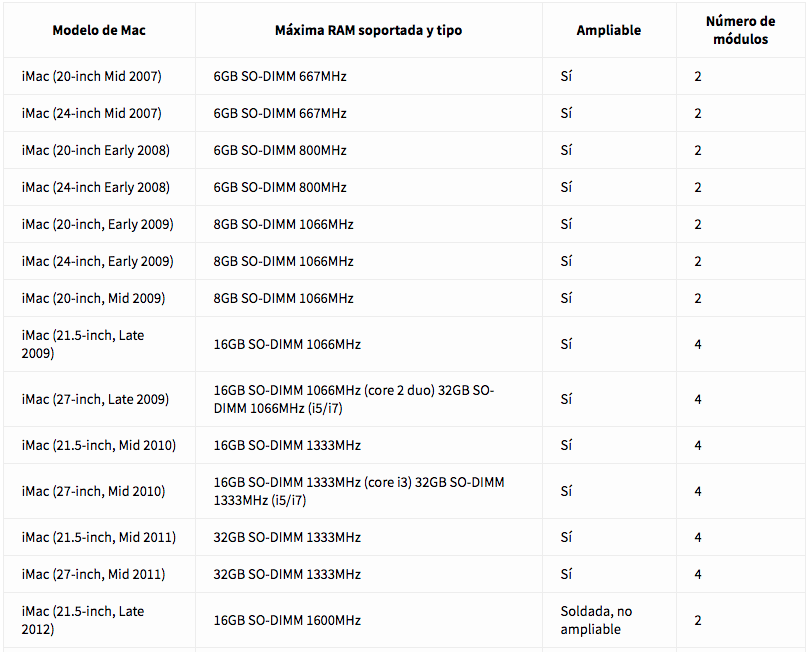 Modelo de Mac Máxima RAM soportada y tipo Ampliable Número de módulos
iMac (20-inch Mid 2007) 6GB SO-DIMM 667MHz Sí 2
iMac (24-inch Mid 2007) 6GB SO-DIMM 667MHz Sí 2
iMac (20-inch Early 2008) 6GB SO-DIMM 800MHz Sí 2
iMac (24-inch Early 2008) 6GB SO-DIMM 800MHz Sí 2
iMac (20-inch, Early 2009) 8GB SO-DIMM 1066MHz Sí 2
iMac (24-inch, Early 2009) 8GB SO-DIMM 1066MHz Sí 2
iMac (20-inch, Mid 2009) 8GB SO-DIMM 1066MHz Sí 2
iMac (21.5-inch, Late 2009) 16GB SO-DIMM 1066MHz Sí 4
iMac (27-inch, Late 2009) 16GB SO-DIMM 1066MHz (core 2 duo) 32GB SO-DIMM 1066MHz (i5/i7) Sí 4
iMac (21.5-inch, Mid 2010) 16GB SO-DIMM 1333MHz Sí 4
iMac (27-inch, Mid 2010) 16GB SO-DIMM 1333MHz (core i3) 32GB SO-DIMM 1333MHz (i5/i7) Sí 4
iMac (21.5-inch, Mid 2011) 32GB SO-DIMM 1333MHz Sí 4
iMac (27-inch, Mid 2011) 32GB SO-DIMM 1333MHz Sí 4
iMac (21.5-inch, Late 2012) 16GB SO-DIMM 1600MHz Soldada, no ampliable 2